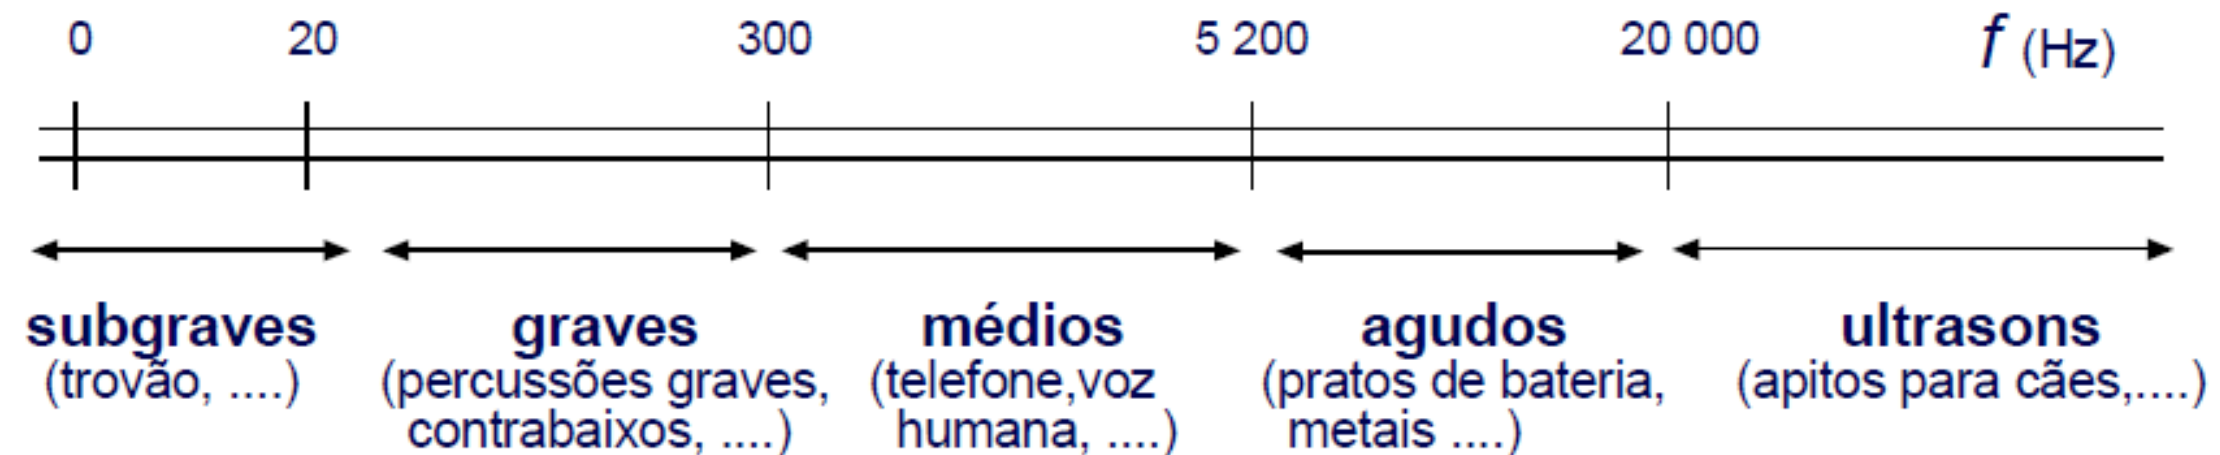 0 20 300 5 200 20 000 f (Hz)
subgraves graves médios agudos ultrasons
(trovão, ....) (percussões graves, (telefone,voz (pratos de bateria, (apitos para cães,....)
contrabaixos, ....) humana, ....) metais ....)